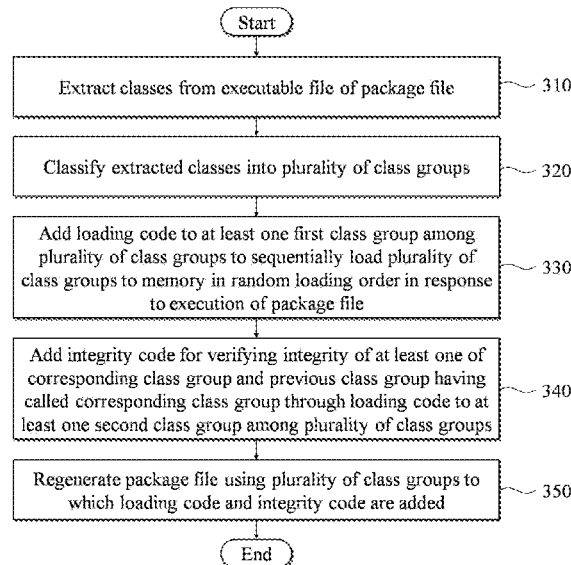 Start
Extract classes from executable file of package file
310
Classify extracted classes into plurality of class groups
320
Add loading code to at least one first class group among
plurality of class groups to sequentially load plurality of
class groups to memory in random loading order in response
to execution of package file
330
Add integrity code for verifying integrity of at least one of
corresponding class group and previous class group having
called corresponding class group through loading code to at
least one second class group among plurality of class groups
340
Regenerate package file using plurality of class groups to
which loading code and integrity code are added
350
End